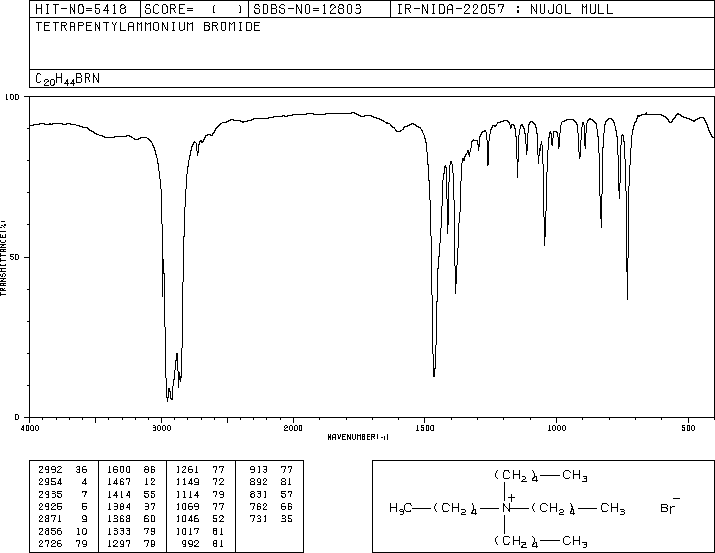 HIT-NO=5418 SCORE= ( ) SDBS-NO=12803 IR-NIDA-22057 : NUJOL MULL
TETRAPENTYLAMMONIUM BROMIDE
C20H44BRN
100
50
0
TRANSMITTANCE(%)
4000 3000 2000 1500 1000 500
WAVENUMBER(-1)
2992 36 1600 86 1261 77 913 77
2954 4 1467 12 1149 72 892 81
2935 7 1414 55 1114 79 831 57
2926 5 1384 37 1069 77 762 66
2871 9 1368 60 1046 52 731 35
2856 10 1333 79 1017 81
2726 79 1297 79 992 81
(CH2)4—CH3
H3C—(CH2)4—N+—(CH2)4—CH3 Br−
(CH2)4—CH3